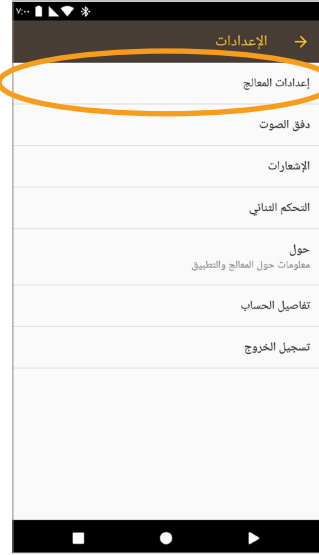 ٧:٠٠
الإعدادات
إعدادات المعالج
دفق الصوت
الإشعارات
التحكم الثنائي
حول
معلومات حول المعالج والتطبيق
تفاصيل الحساب
تسجيل الخروج